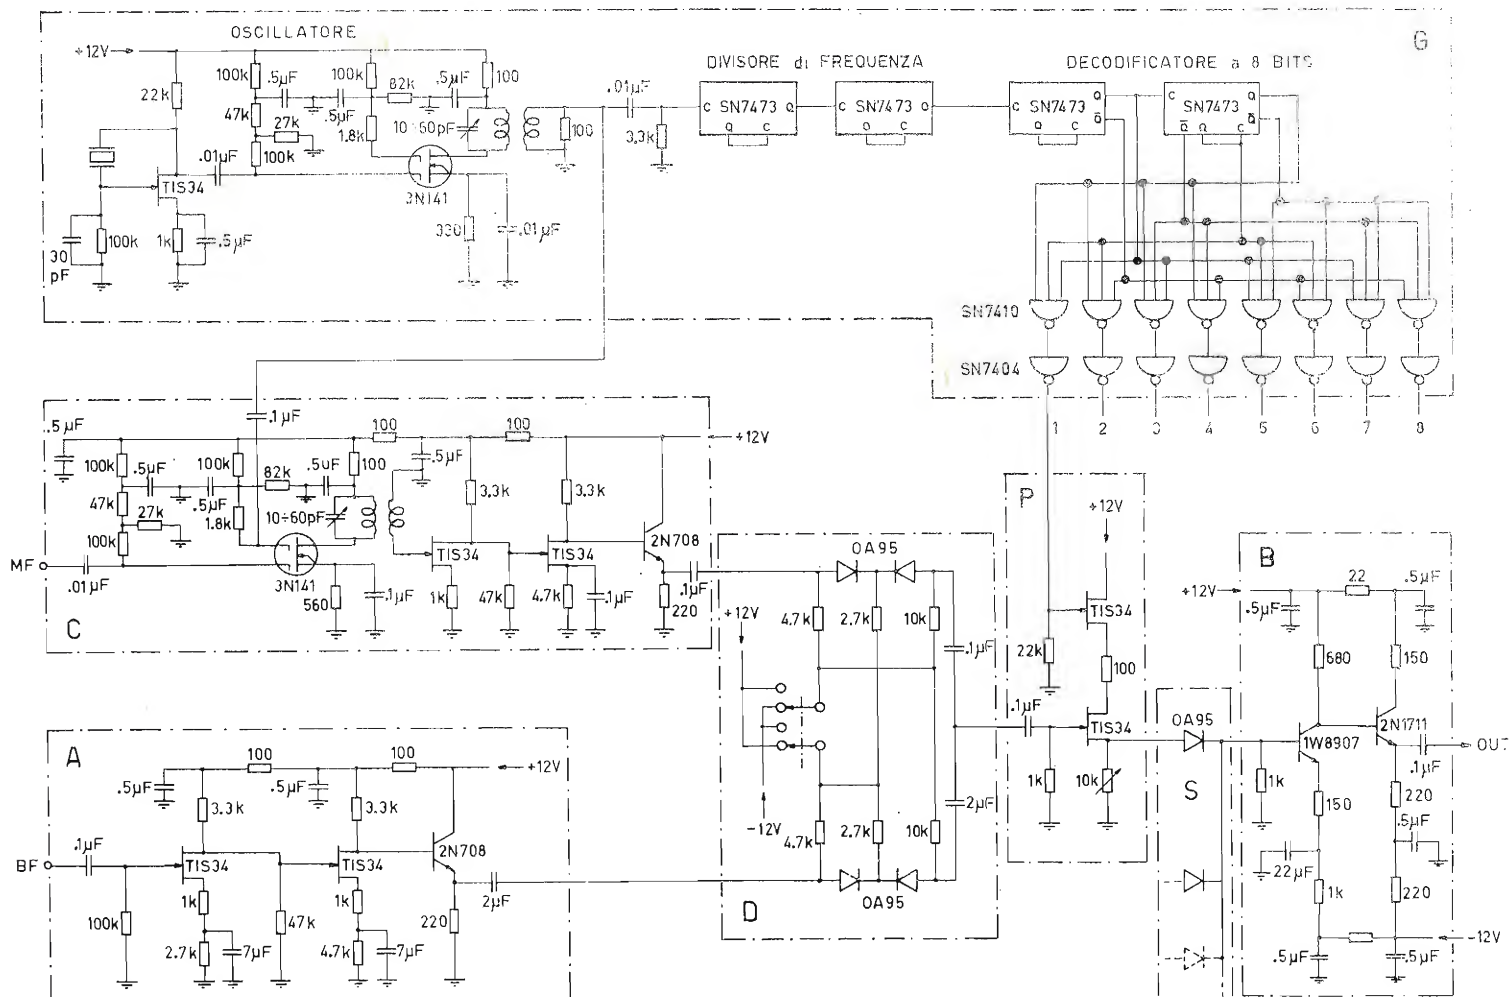 OSCILLATORE
+12V
G
DIVISORE di FREQUENZA
DECODIFICATORE a 8 BITS
22k
100k
.5µF
100k
82k
.5µF
100
47k
27k
.5µF
1.8k
10÷60pF
100k
.01µF
TIS34
3N141
100
.01µF
3,3k
C SN7473 Q
Q C
C SN7473 Q
Q C
C SN7473 Q
Q̅
Q C
SN7473 Q
Q̅
Q̅ Q C
30 pF
100k
1k
.5µF
330
.01µF
SN7410
SN7404
1 2 3 4 5 6 7 8
.1µF
.5µF
100k
.5µF
100k
82k
.5µF
100
100
.5µF
100
+12V
47k
27k
.5µF
1.8k
10÷60pF
3,3k
3,3k
100k
MF
.01µF
3N141
560
.1µF
TIS34
1k
47k
TIS34
4.7k
.1µF
2N708
.1µF
220
C
OA95
+12V
4.7k
2.7k
10k
.1µF
-12V
4.7k
2.7k
10k
2µF
OA95
D
P
+12V
TIS34
22k
100
.1µF
TIS34
1k
10k
OA95
S
B
+12V
.5µF
22
.5µF
680
150
1W8907
2N1711
OUT
.1µF
1k
150
220
.5µF
22µF
1k
220
-12V
.5µF
.5µF
A
100
100
+12V
.5µF
.5µF
3.3k
3.3k
BF
.1µF
TIS34
TIS34
2N708
2µF
100k
1k
47k
1k
220
2.7k
7µF
4.7k
7µF